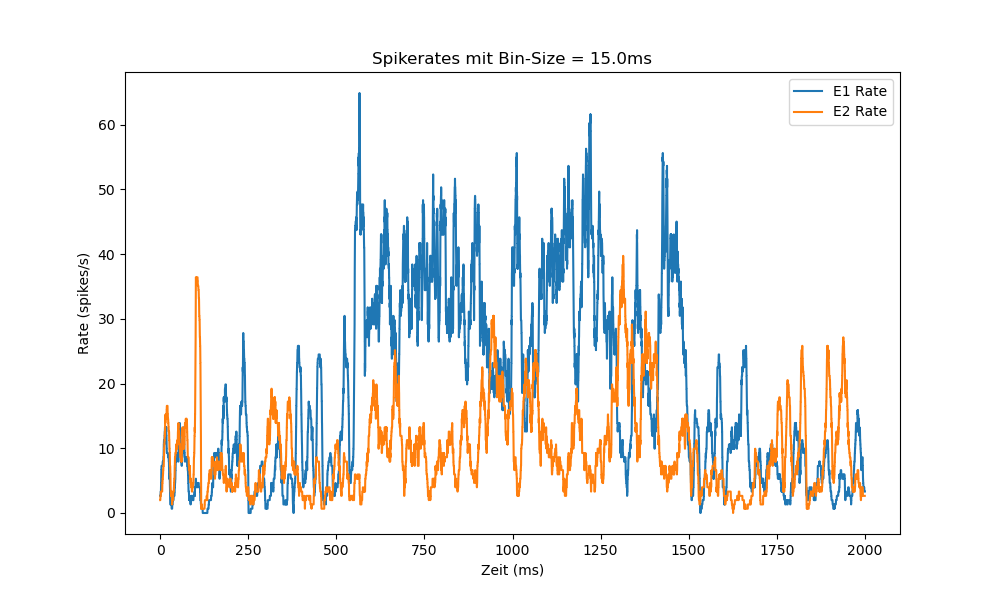 Spikerates mit Bin-Size = 15.0ms
E1 Rate
E2 Rate
Rate (spikes/s)
60
50
40
30
20
10
0
0 250 500 750 1000 1250 1500 1750 2000
Zeit (ms)